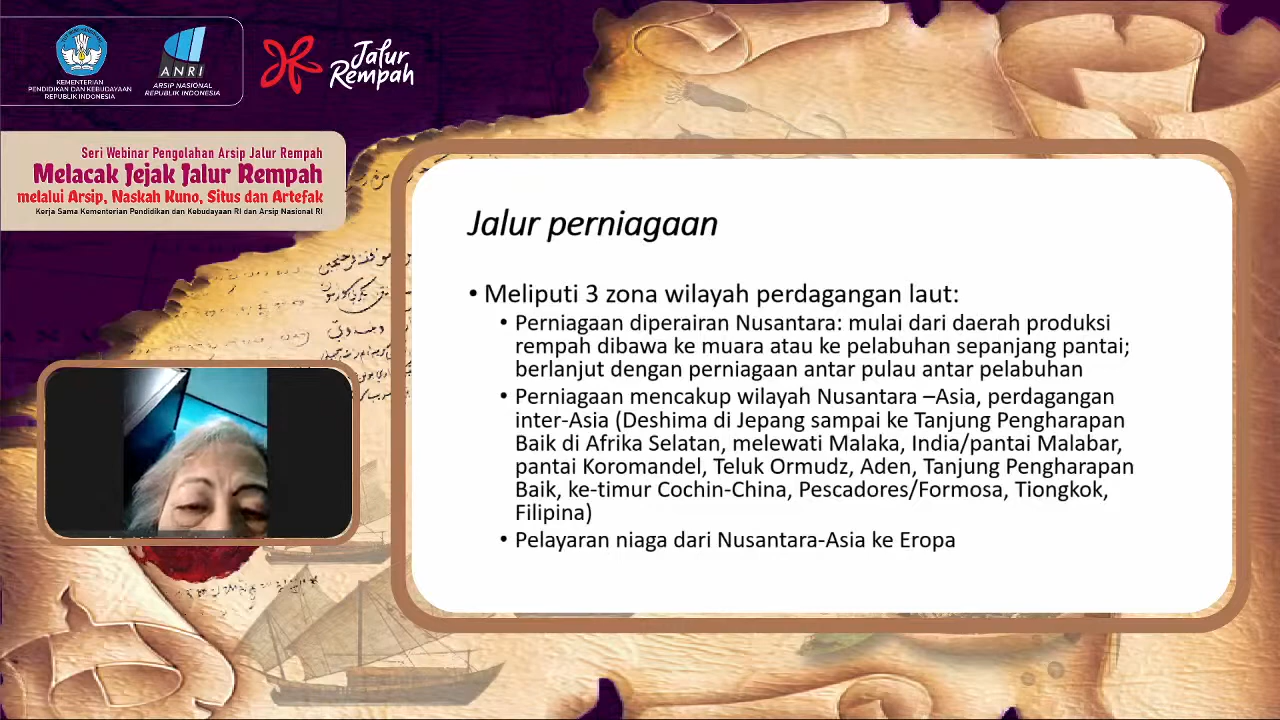 KEMENTERIAN
PENDIDIKAN DAN KEBUDAYAAN
REPUBLIK INDONESIA
ANRI
ARSIP NASIONAL
REPUBLIK INDONESIA
Jalur
Rempah
Seri Webinar Pengolahan Arsip Jalur Rempah
Melacak Jejak Jalur Rempah
melalui Arsip, Naskah Kuno, Situs dan Artefak
Kerja Sama Kementerian Pendidikan dan Kebudayaan RI dan Arsip Nasional RI
Jalur perniagaan
• Meliputi 3 zona wilayah perdagangan laut:
• Perniagaan diperairan Nusantara: mulai dari daerah produksi
rempah dibawa ke muara atau ke pelabuhan sepanjang pantai;
berlanjut dengan perniagaan antar pulau antar pelabuhan
• Perniagaan mencakup wilayah Nusantara –Asia, perdagangan
inter-Asia (Deshima di Jepang sampai ke Tanjung Pengharapan
Baik di Afrika Selatan, melewati Malaka, India/pantai Malabar,
pantai Koromandel, Teluk Ormudz, Aden, Tanjung Pengharapan
Baik, ke-timur Cochin-China, Pescadores/Formosa, Tiongkok,
Filipina)
• Pelayaran niaga dari Nusantara-Asia ke Eropa